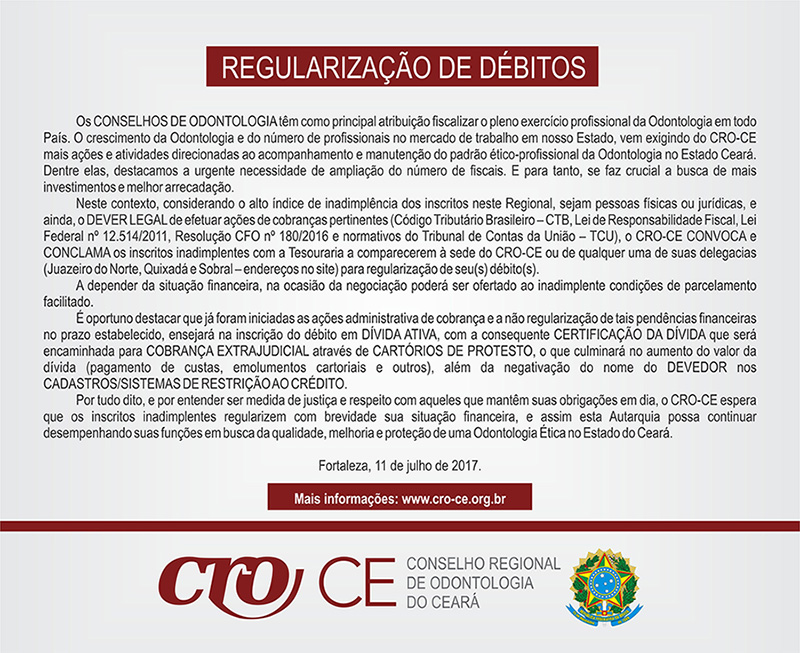 REGULARIZAÇÃO DE DÉBITOS
Os CONSELHOS DE ODONTOLOGIA têm como principal atribuição fiscalizar o pleno exercício profissional da Odontologia em todo
País. O crescimento da Odontologia e do número de profissionais no mercado de trabalho em nosso Estado, vem exigindo do CRO-CE
mais ações e atividades direcionadas ao acompanhamento e manutenção do padrão ético-profissional da Odontologia no Estado Ceará.
Dentre elas, destacamos a urgente necessidade de ampliação do número de fiscais. E para tanto, se faz crucial a busca de mais
investimentos e melhor arrecadação.
Neste contexto, considerando o alto índice de inadimplência dos inscritos neste Regional, sejam pessoas físicas ou jurídicas, e
ainda, o DEVER LEGAL de efetuar ações de cobranças pertinentes (Código Tributário Brasileiro – CTB, Lei de Responsabilidade Fiscal, Lei
Federal nº 12.514/2011, Resolução CFO nº 180/2016 e normativos do Tribunal de Contas da União – TCU), o CRO-CE CONVOCA e
CONCLAMA os inscritos inadimplentes com a Tesouraria a comparecerem à sede do CRO-CE ou de qualquer uma de suas delegacias
(Juazeiro do Norte, Quixadá e Sobral – endereços no site) para regularização de seu(s) débito(s).
A depender da situação financeira, na ocasião da negociação poderá ser ofertado ao inadimplente condições de parcelamento
facilitado.
É oportuno destacar que já foram iniciadas as ações administrativa de cobrança e a não regularização de tais pendências financeiras
no prazo estabelecido, ensejará na inscrição do débito em DÍVIDA ATIVA, com a consequente CERTIFICAÇÃO DA DÍVIDA que será
encaminhada para COBRANÇA EXTRAJUDICIAL através de CARTÓRIOS DE PROTESTO, o que culminará no aumento do valor da
dívida (pagamento de custas, emolumentos cartoriais e outros), além da negativação do nome do DEVEDOR nos
CADASTROS/SISTEMAS DE RESTRIÇÃO AO CRÉDITO.
Por tudo dito, e por entender ser medida de justiça e respeito com aqueles que mantêm suas obrigações em dia, o CRO-CE espera
que os inscritos inadimplentes regularizem com brevidade sua situação financeira, e assim esta Autarquia possa continuar
desempenhando suas funções em busca da qualidade, melhoria e proteção de uma Odontologia Ética no Estado do Ceará.
Fortaleza, 11 de julho de 2017.
Mais informações: www.cro-ce.org.br
cro CE
CONSELHO REGIONAL
DE ODONTOLOGIA
DO CEARÁ